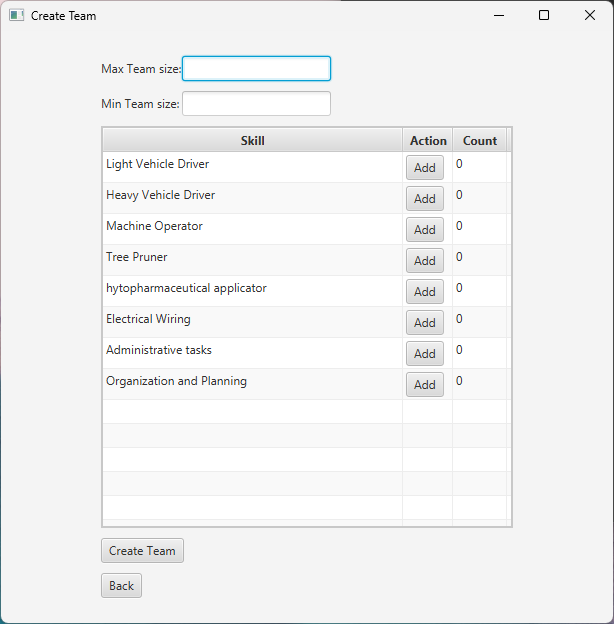 Create Team
Max Team size:
Min Team size:
Skill Action Count
Light Vehicle Driver Add 0
Heavy Vehicle Driver Add 0
Machine Operator Add 0
Tree Pruner Add 0
hytopharmaceutical applicator Add 0
Electrical Wiring Add 0
Administrative tasks Add 0
Organization and Planning Add 0
Create Team
Back